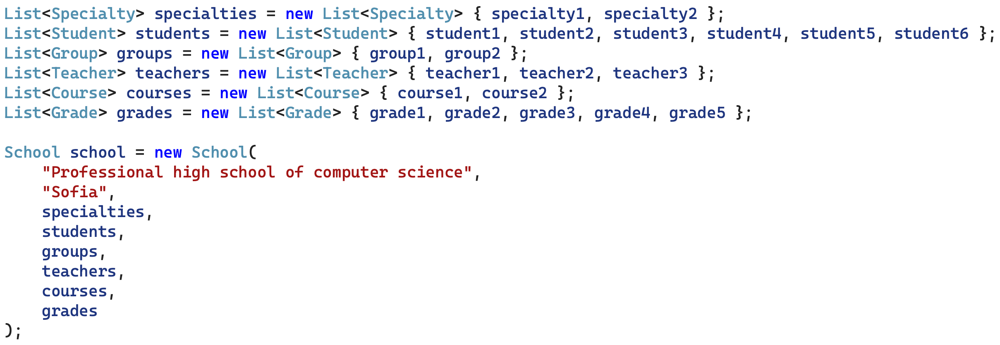 List<Specialty> specialties = new List<Specialty> { specialty1, specialty2 };
List<Student> students = new List<Student> { student1, student2, student3, student4, student5, student6 };
List<Group> groups = new List<Group> { group1, group2 };
List<Teacher> teachers = new List<Teacher> { teacher1, teacher2, teacher3 };
List<Course> courses = new List<Course> { course1, course2 };
List<Grade> grades = new List<Grade> { grade1, grade2, grade3, grade4, grade5 };

School school = new School(
    "Professional high school of computer science",
    "Sofia",
    specialties,
    students,
    groups,
    teachers,
    courses,
    grades
);